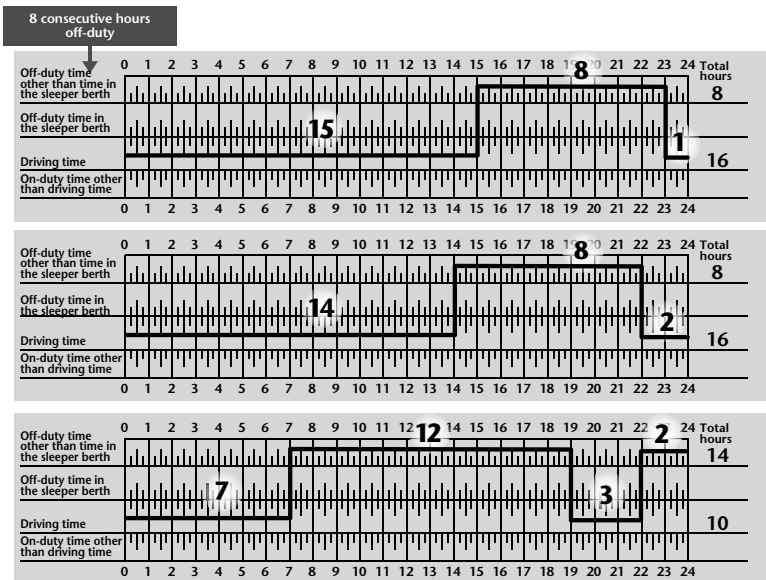 8 consecutive hours
off-duty
0 1 2 3 4 5 6 7 8 9 10 11 12 13 14 15 16 17 18 19 20 21 22 23 24 Total
hours
Off-duty time
other than time in
the sleeper berth
8
8
Off-duty time in
the sleeper berth
15
1
Driving time
16
On-duty time other
than driving time
0 1 2 3 4 5 6 7 8 9 10 11 12 13 14 15 16 17 18 19 20 21 22 23 24
0 1 2 3 4 5 6 7 8 9 10 11 12 13 14 15 16 17 18 19 20 21 22 23 24 Total
hours
Off-duty time
other than time in
the sleeper berth
8
8
Off-duty time in
the sleeper berth
14
2
Driving time
16
On-duty time other
than driving time
0 1 2 3 4 5 6 7 8 9 10 11 12 13 14 15 16 17 18 19 20 21 22 23 24
0 1 2 3 4 5 6 7 8 9 10 11 12 14 15 16 17 18 19 20 21 22 24 Total
hours
Off-duty time
other than time in
the sleeper berth
12
2
14
Off-duty time in
the sleeper berth
7
3
Driving time
10
On-duty time other
than driving time
0 1 2 3 4 5 6 7 8 9 10 11 12 13 14 15 16 17 18 19 20 21 22 23 24